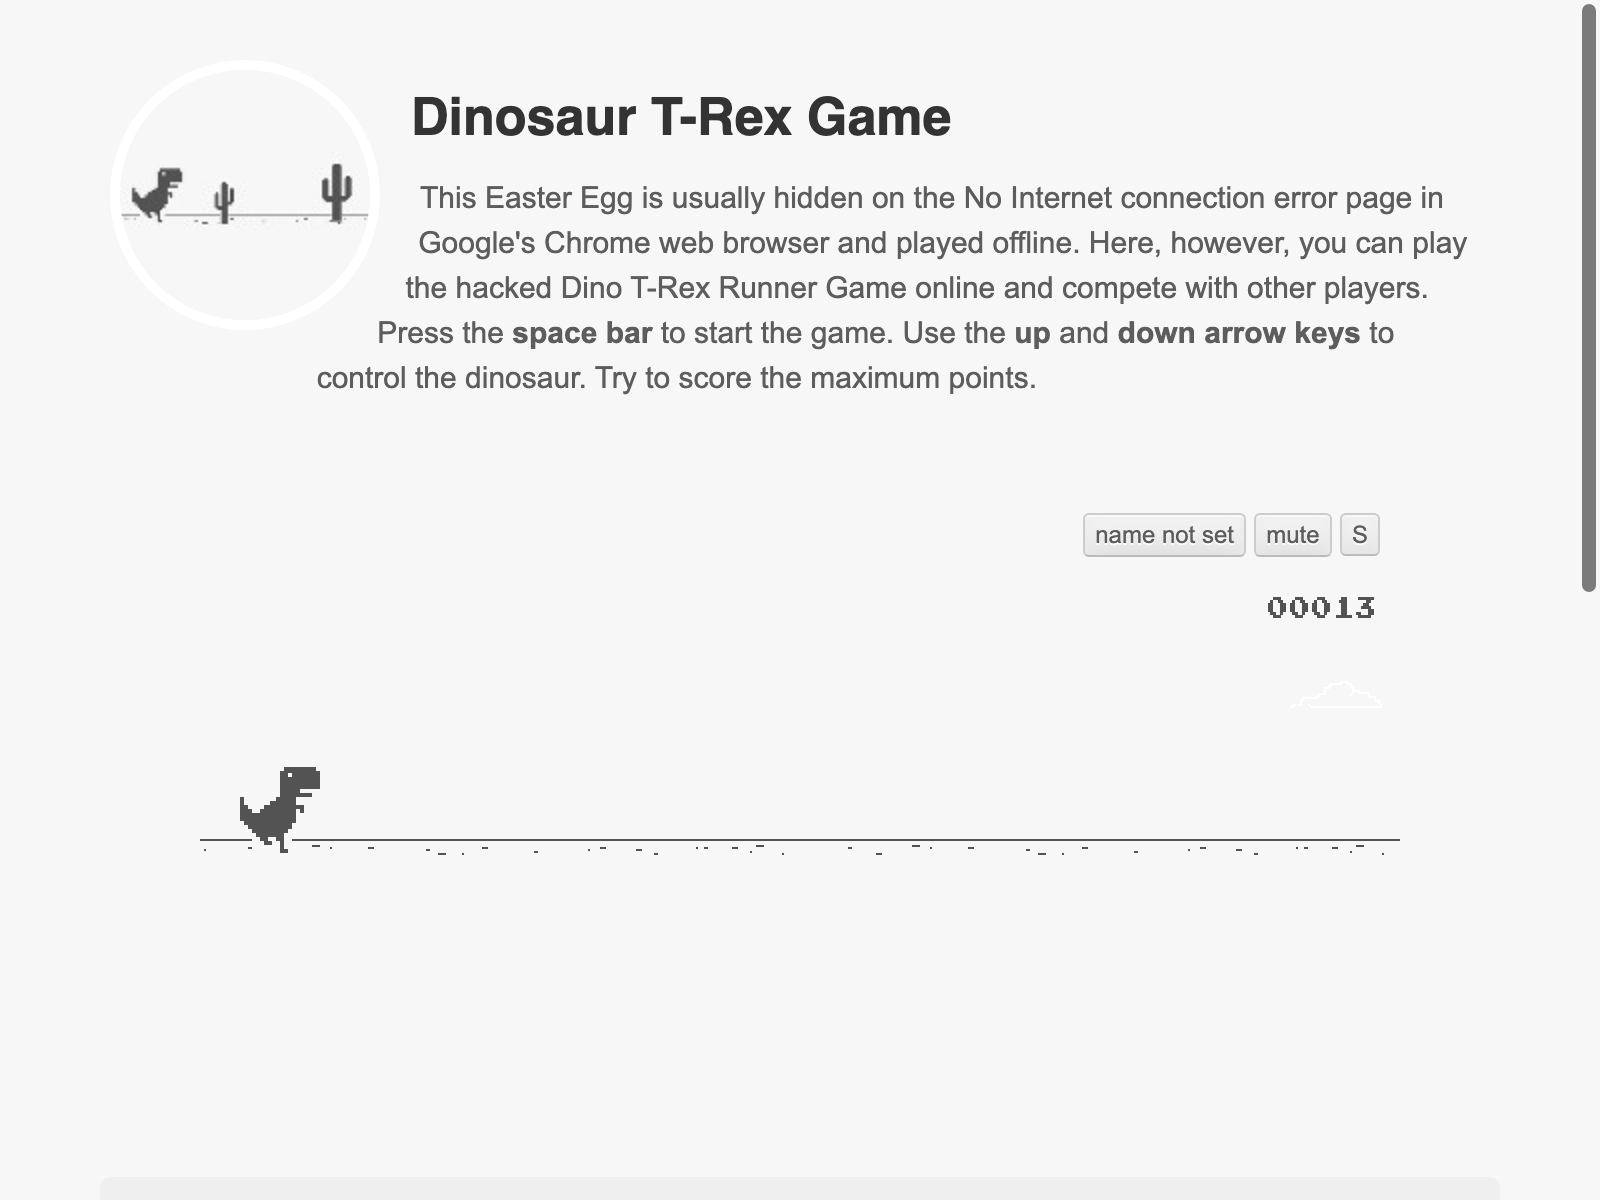 Dinosaur T-Rex Game
This Easter Egg is usually hidden on the No Internet connection error page in
Google's Chrome web browser and played offline. Here, however, you can play
the hacked Dino T-Rex Runner Game online and compete with other players.
Press the space bar to start the game. Use the up and down arrow keys to
control the dinosaur. Try to score the maximum points.
name not set mute S
00013